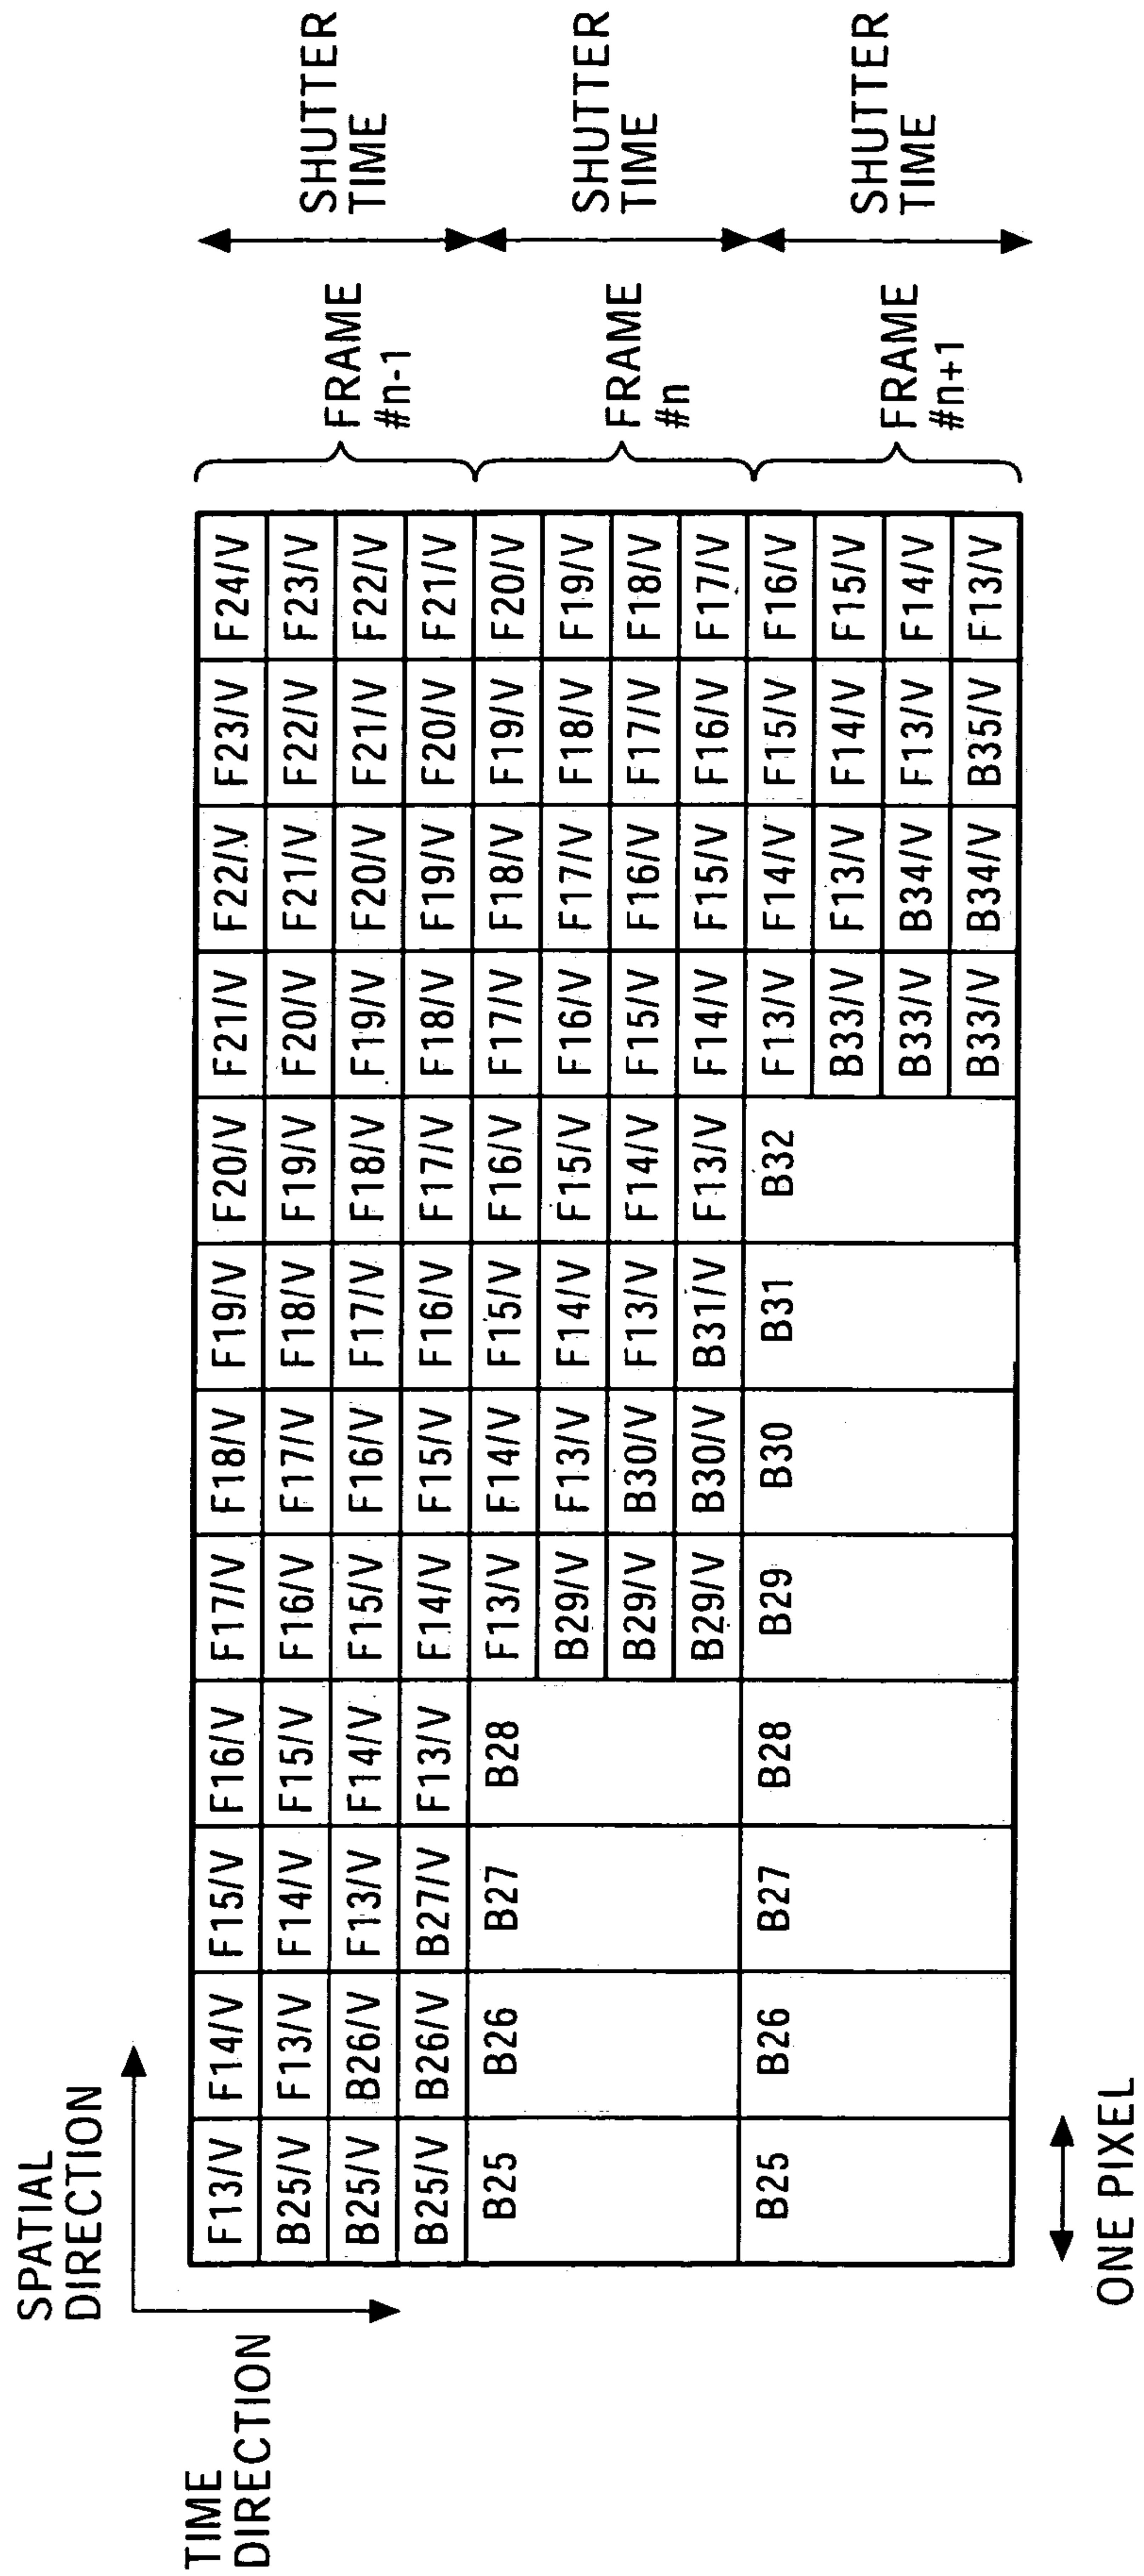 SPATIAL
DIRECTION
TIME
DIRECTION
F13/V F14/V F15/V F16/V F17/V F18/V F19/V F20/V F21/V F22/V F23/V F24/V
B25/V F13/V F14/V F15/V F16/V F17/V F18/V F19/V F20/V F21/V F22/V F23/V
B25/V B26/V F13/V F14/V F15/V F16/V F17/V F18/V F19/V F20/V F21/V F22/V
B25/V B26/V B27/V F13/V F14/V F15/V F16/V F17/V F18/V F19/V F20/V F21/V
B25 B26 B27 B28 F13/V F14/V F15/V F16/V F17/V F18/V F19/V F20/V
B29/V F13/V F14/V F15/V F16/V F17/V F18/V F19/V
B29/V B30/V F13/V F14/V F15/V F16/V F17/V F18/V
B29/V B30/V B31/V F13/V F14/V F15/V F16/V F17/V
B25 B26 B27 B28 B29 B30 B31 B32 F13/V F14/V F15/V F16/V
B33/V F13/V F14/V F15/V
B33/V B34/V F13/V F14/V
B33/V B34/V B35/V F13/V
FRAME
#n-1
SHUTTER
TIME
FRAME
#n
SHUTTER
TIME
FRAME
#n+1
SHUTTER
TIME
ONE PIXEL